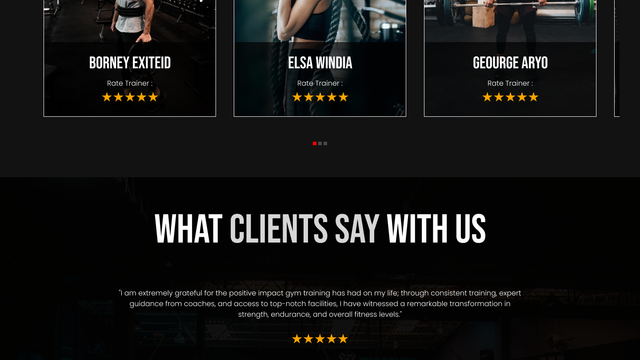 BORNEY EXITEID
Rate Trainer :
ELSA WINDIA
Rate Trainer :
GEOURGE ARYO
Rate Trainer :
WHAT CLIENTS SAY WITH US
"I am extremely grateful for the positive impact gym training has had on my life; through consistent training, expert
guidance from coaches, and access to top-notch facilities, I have witnessed a remarkable transformation in
strength, endurance, and overall fitness levels."